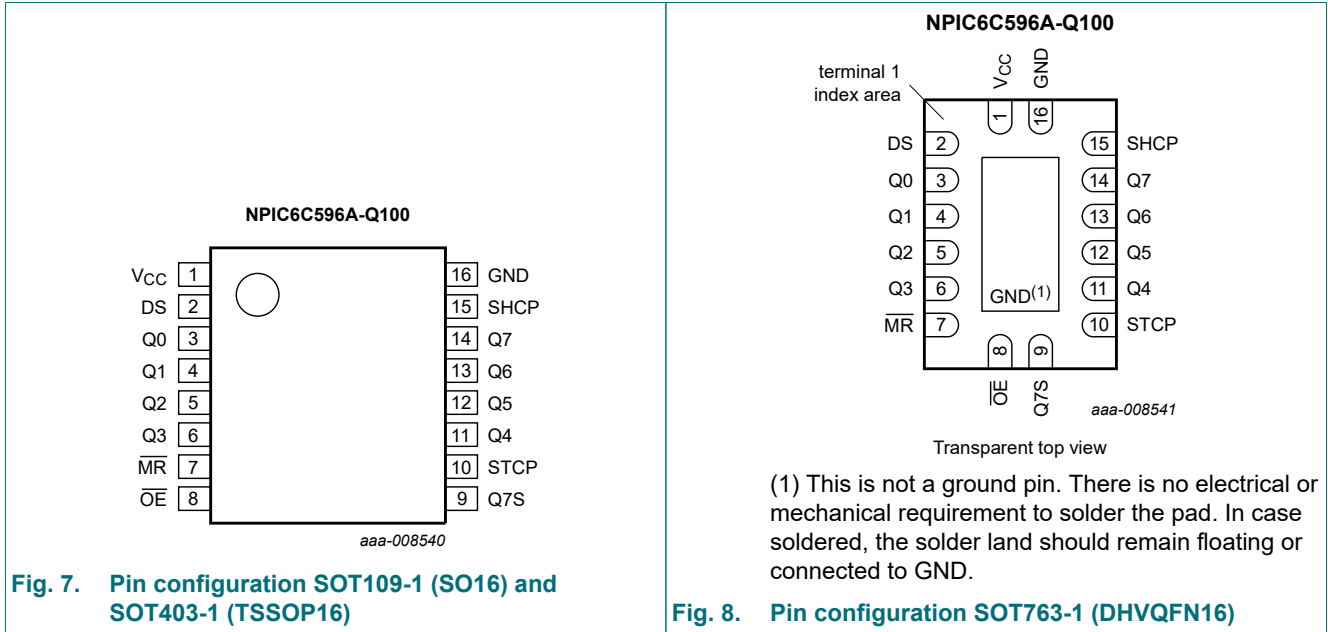 NPIC6C596A-Q100
VCC 1
DS 2
Q0 3
Q1 4
Q2 5
Q3 6
MR 7
OE 8
16 GND
15 SHCP
14 Q7
13 Q6
12 Q5
11 Q4
10 STCP
9 Q7S
aaa-008540
Fig. 7. Pin configuration SOT109-1 (SO16) and
SOT403-1 (TSSOP16)
NPIC6C596A-Q100
terminal 1
index area
VCC
GND
1
16
DS 2
Q0 3
Q1 4
Q2 5
Q3 6
MR 7
15 SHCP
14 Q7
13 Q6
12 Q5
11 Q4
10 STCP
GND(1)
8
9
OE
Q7S
aaa-008541
Transparent top view
(1) This is not a ground pin. There is no electrical or
mechanical requirement to solder the pad. In case
soldered, the solder land should remain floating or
connected to GND.
Fig. 8. Pin configuration SOT763-1 (DHVQFN16)